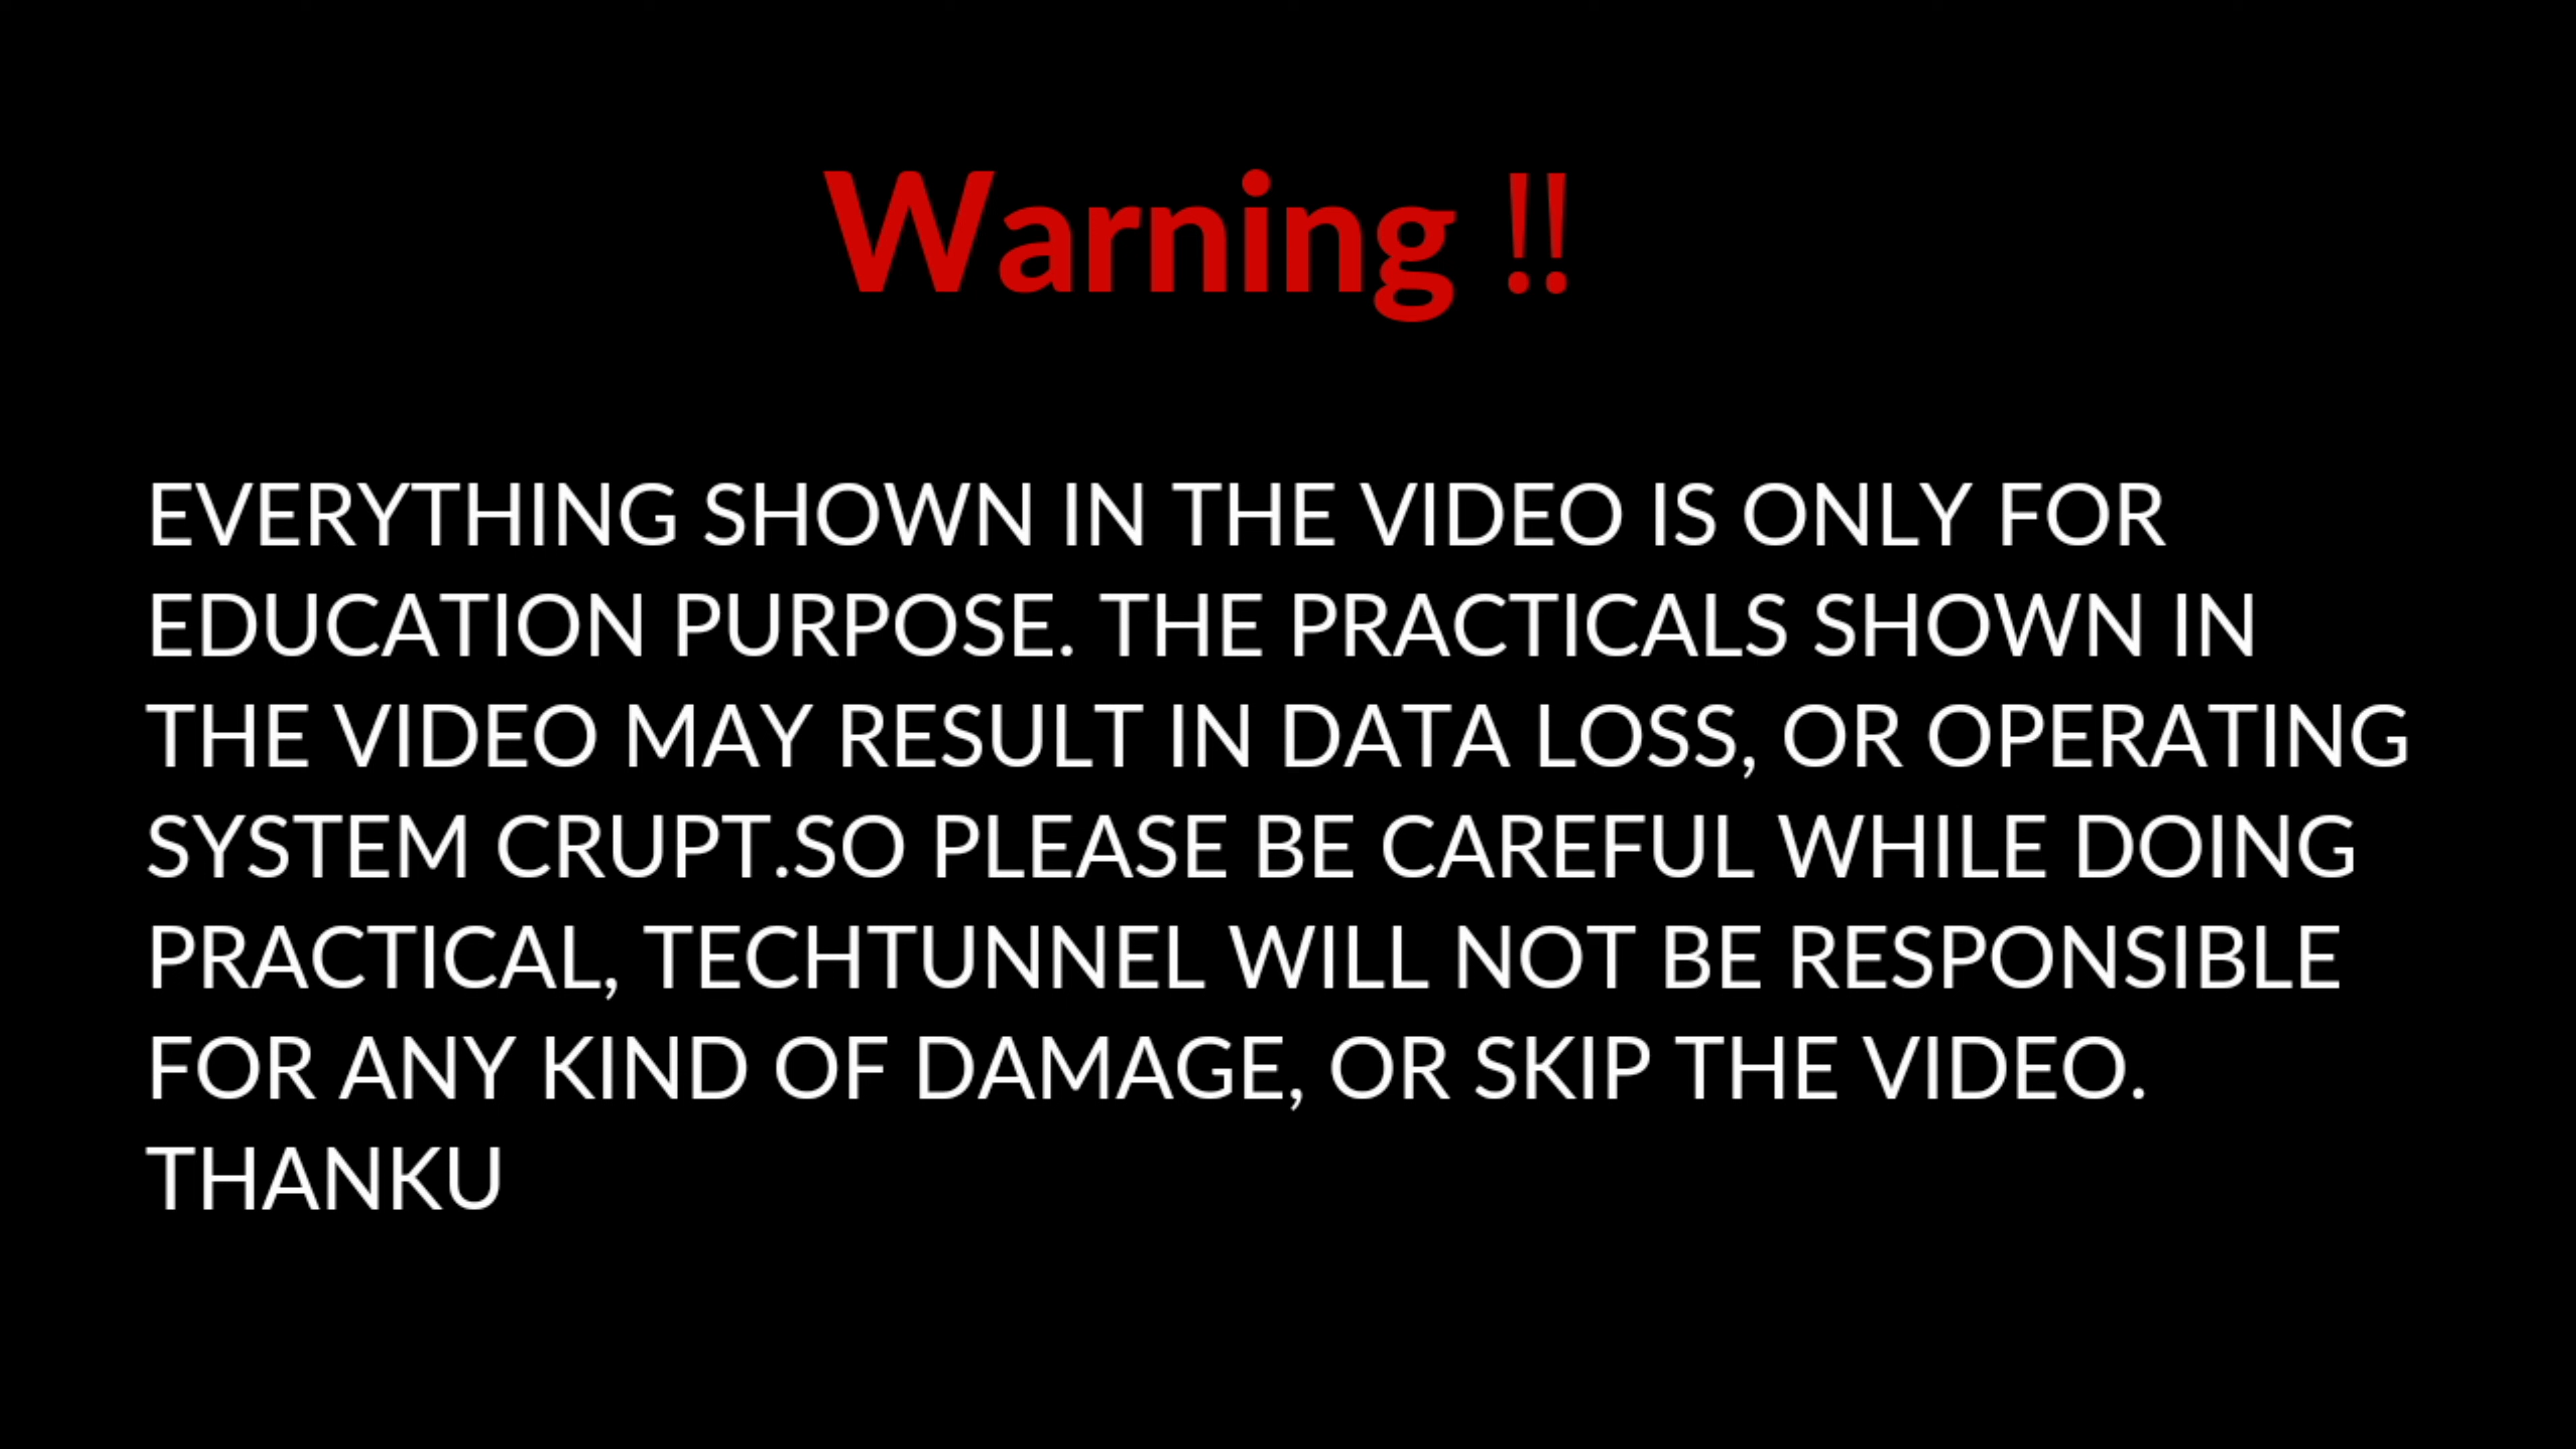 Warning !!
EVERYTHING SHOWN IN THE VIDEO IS ONLY FOR
EDUCATION PURPOSE. THE PRACTICALS SHOWN IN
THE VIDEO MAY RESULT IN DATA LOSS, OR OPERATING
SYSTEM CRUPT.SO PLEASE BE CAREFUL WHILE DOING
PRACTICAL, TECHTUNNEL WILL NOT BE RESPONSIBLE
FOR ANY KIND OF DAMAGE, OR SKIP THE VIDEO.
THANKU